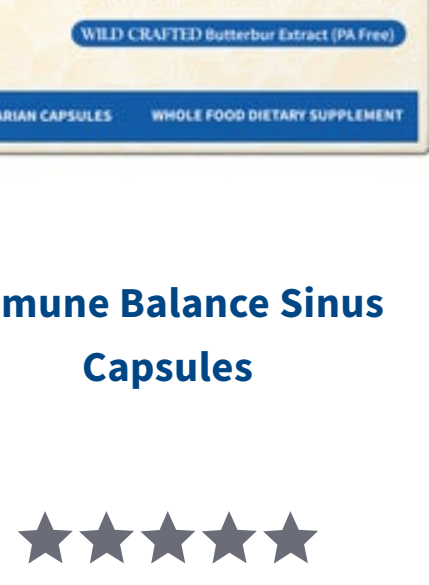 WILD CRAFTED Butterbur Extract (PA Free)
ARIAN CAPSULES WHOLE FOOD DIETARY SUPPLEMENT
mune Balance Sinus
Capsules